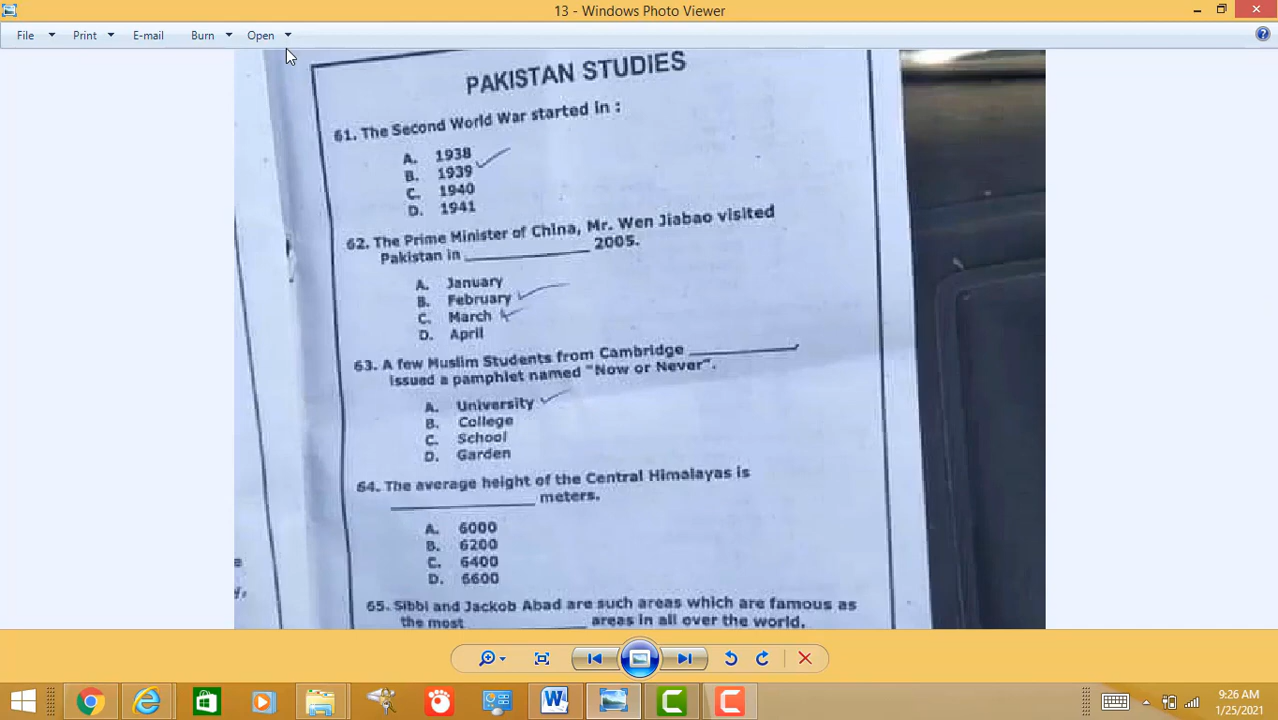 13 - Windows Photo Viewer
File Print E-mail Burn Open
PAKISTAN STUDIES
61. The Second World War started in :
A. 1938
B. 1939
C. 1940
D. 1941
62. The Prime Minister of China, Mr. Wen Jiabao visited
Pakistan in ____________ 2005.
A. January
B. February
C. March
D. April
63. A few Muslim Students from Cambridge ____________
issued a pamphlet named "Now or Never".
A. University
B. College
C. School
D. Garden
64. The average height of the Central Himalayas is
____________ meters.
A. 6000
B. 6200
C. 6400
D. 6600
65. Sibbi and Jackob Abad are such areas which are famous as
the most ____________ areas in all over the world.
9:26 AM
1/25/2021